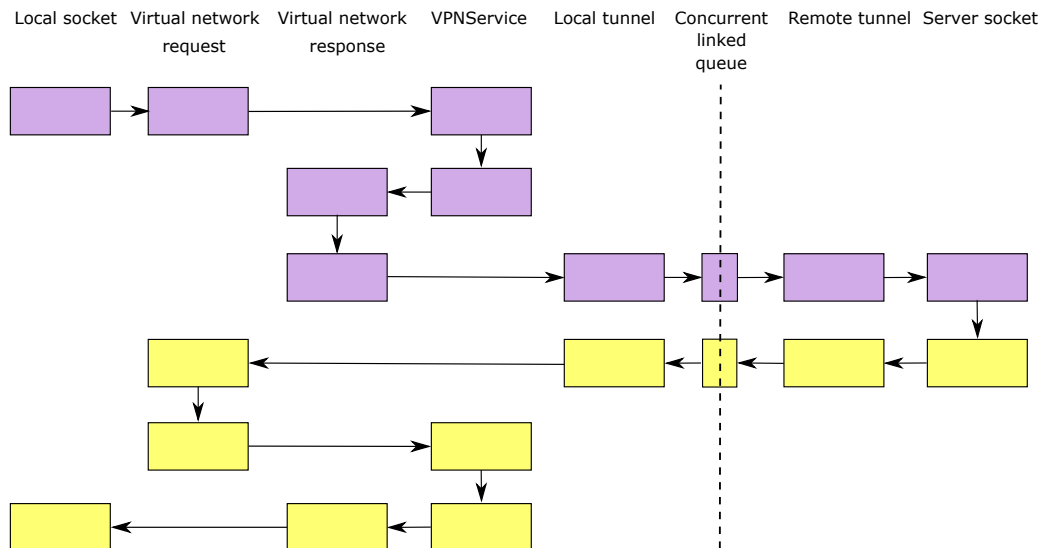 Local socket
Virtual network
request
Virtual network
response
VPNService
Local tunnel
Concurrent
linked
queue
Remote tunnel
Server socket